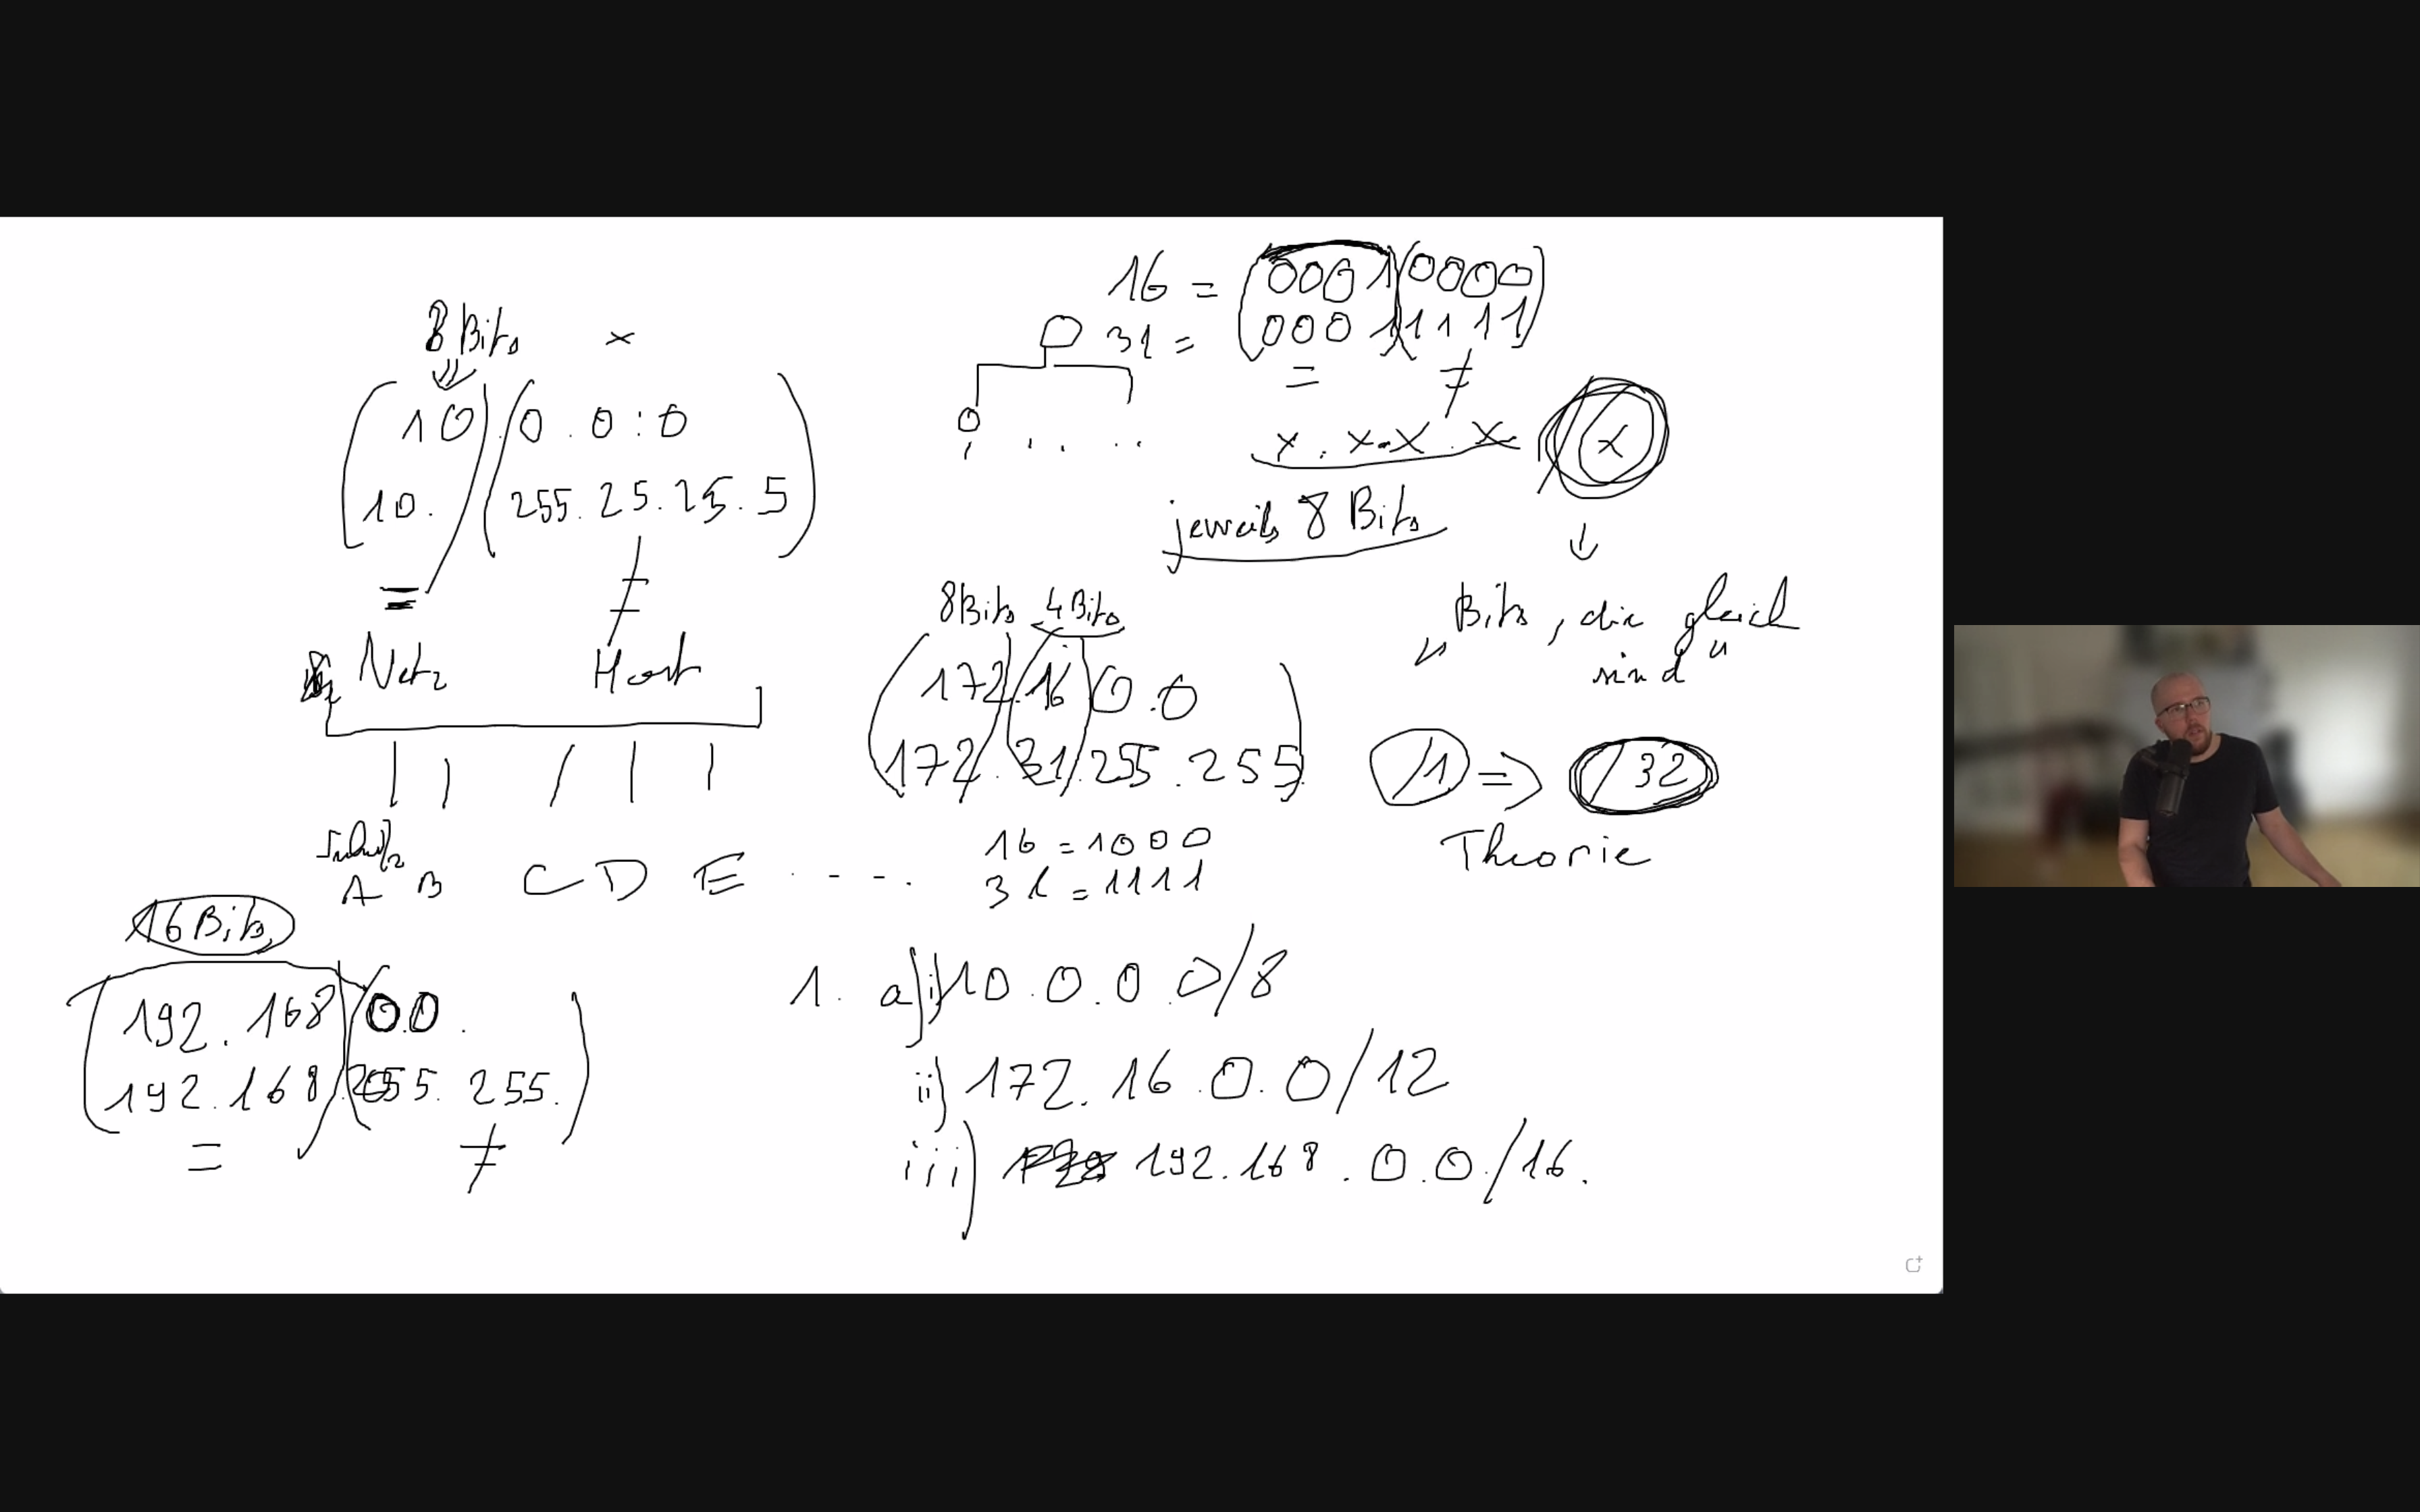 8 Bits x
10 . 0 . 0 : 0
10 . 255 . 25 . 25 . 5
= ≠
Netz Host
A B C D E . - - .
16 Bits
192 . 168 . 0.0 .
192 . 168 . 255 . 255 .
= ≠
16 = 0001 0000
31 = 0001 1111
= ≠
x . x . x . x / x
jeweils 8 Bits
↓
"Bits, die gleich
sind"
8 Bits 4 Bits
172 . 16 . 0 . 0
172 . 31 . 255 . 255
/1 => /32
Theorie
16 = 1000
31 = 1111
1. a) i) 10 . 0 . 0 . 0/8
ii) 172 . 16 . 0 . 0/12
iii) 192 . 168 . 0 . 0/16 .